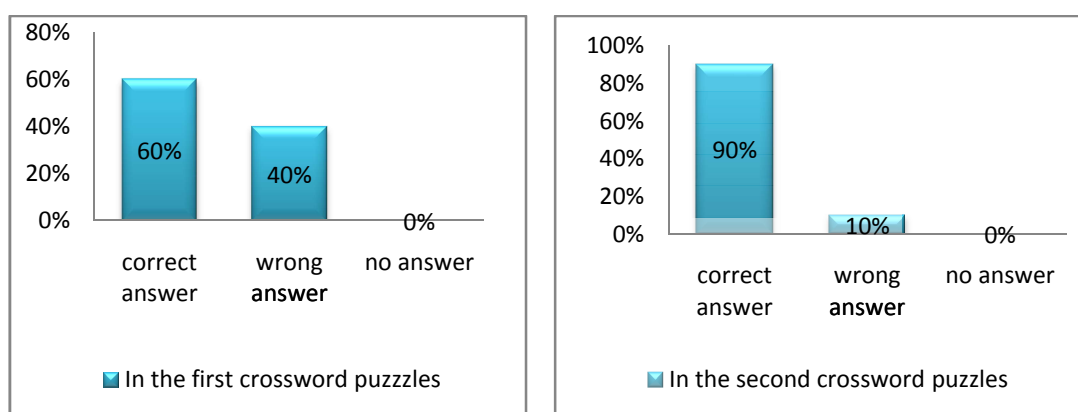 80%
60%
40%
20%
0%
60%
40%
0%
correct
answer
wrong
answer
no answer
In the first crossword puzzzles
100%
80%
60%
40%
20%
0%
90%
10%
0%
correct
answer
wrong
answer
no answer
In the second crossword puzzles